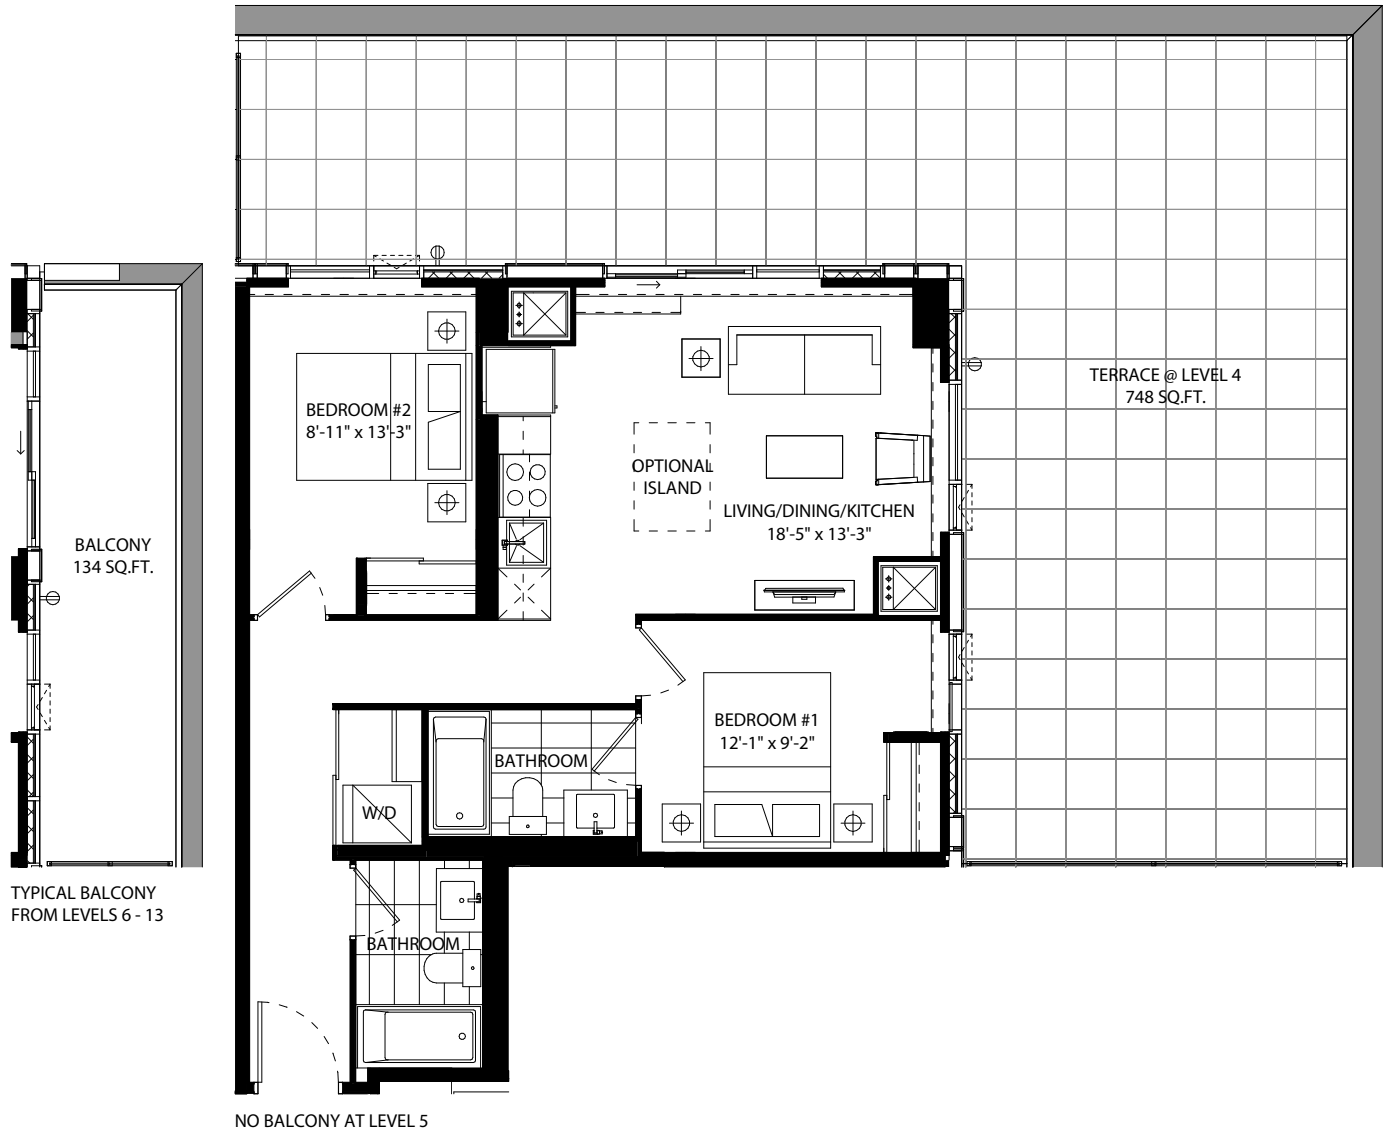 TERRACE @ LEVEL 4
748 SQ.FT.
BEDROOM #2
8'-11" x 13'-3"
OPTIONAL
ISLAND
LIVING/DINING/KITCHEN
18'-5" x 13'-3"
BALCONY
134 SQ.FT.
BEDROOM #1
12'-1" x 9'-2"
BATHROOM
W/D
TYPICAL BALCONY
FROM LEVELS 6 - 13
BATHROOM
NO BALCONY AT LEVEL 5